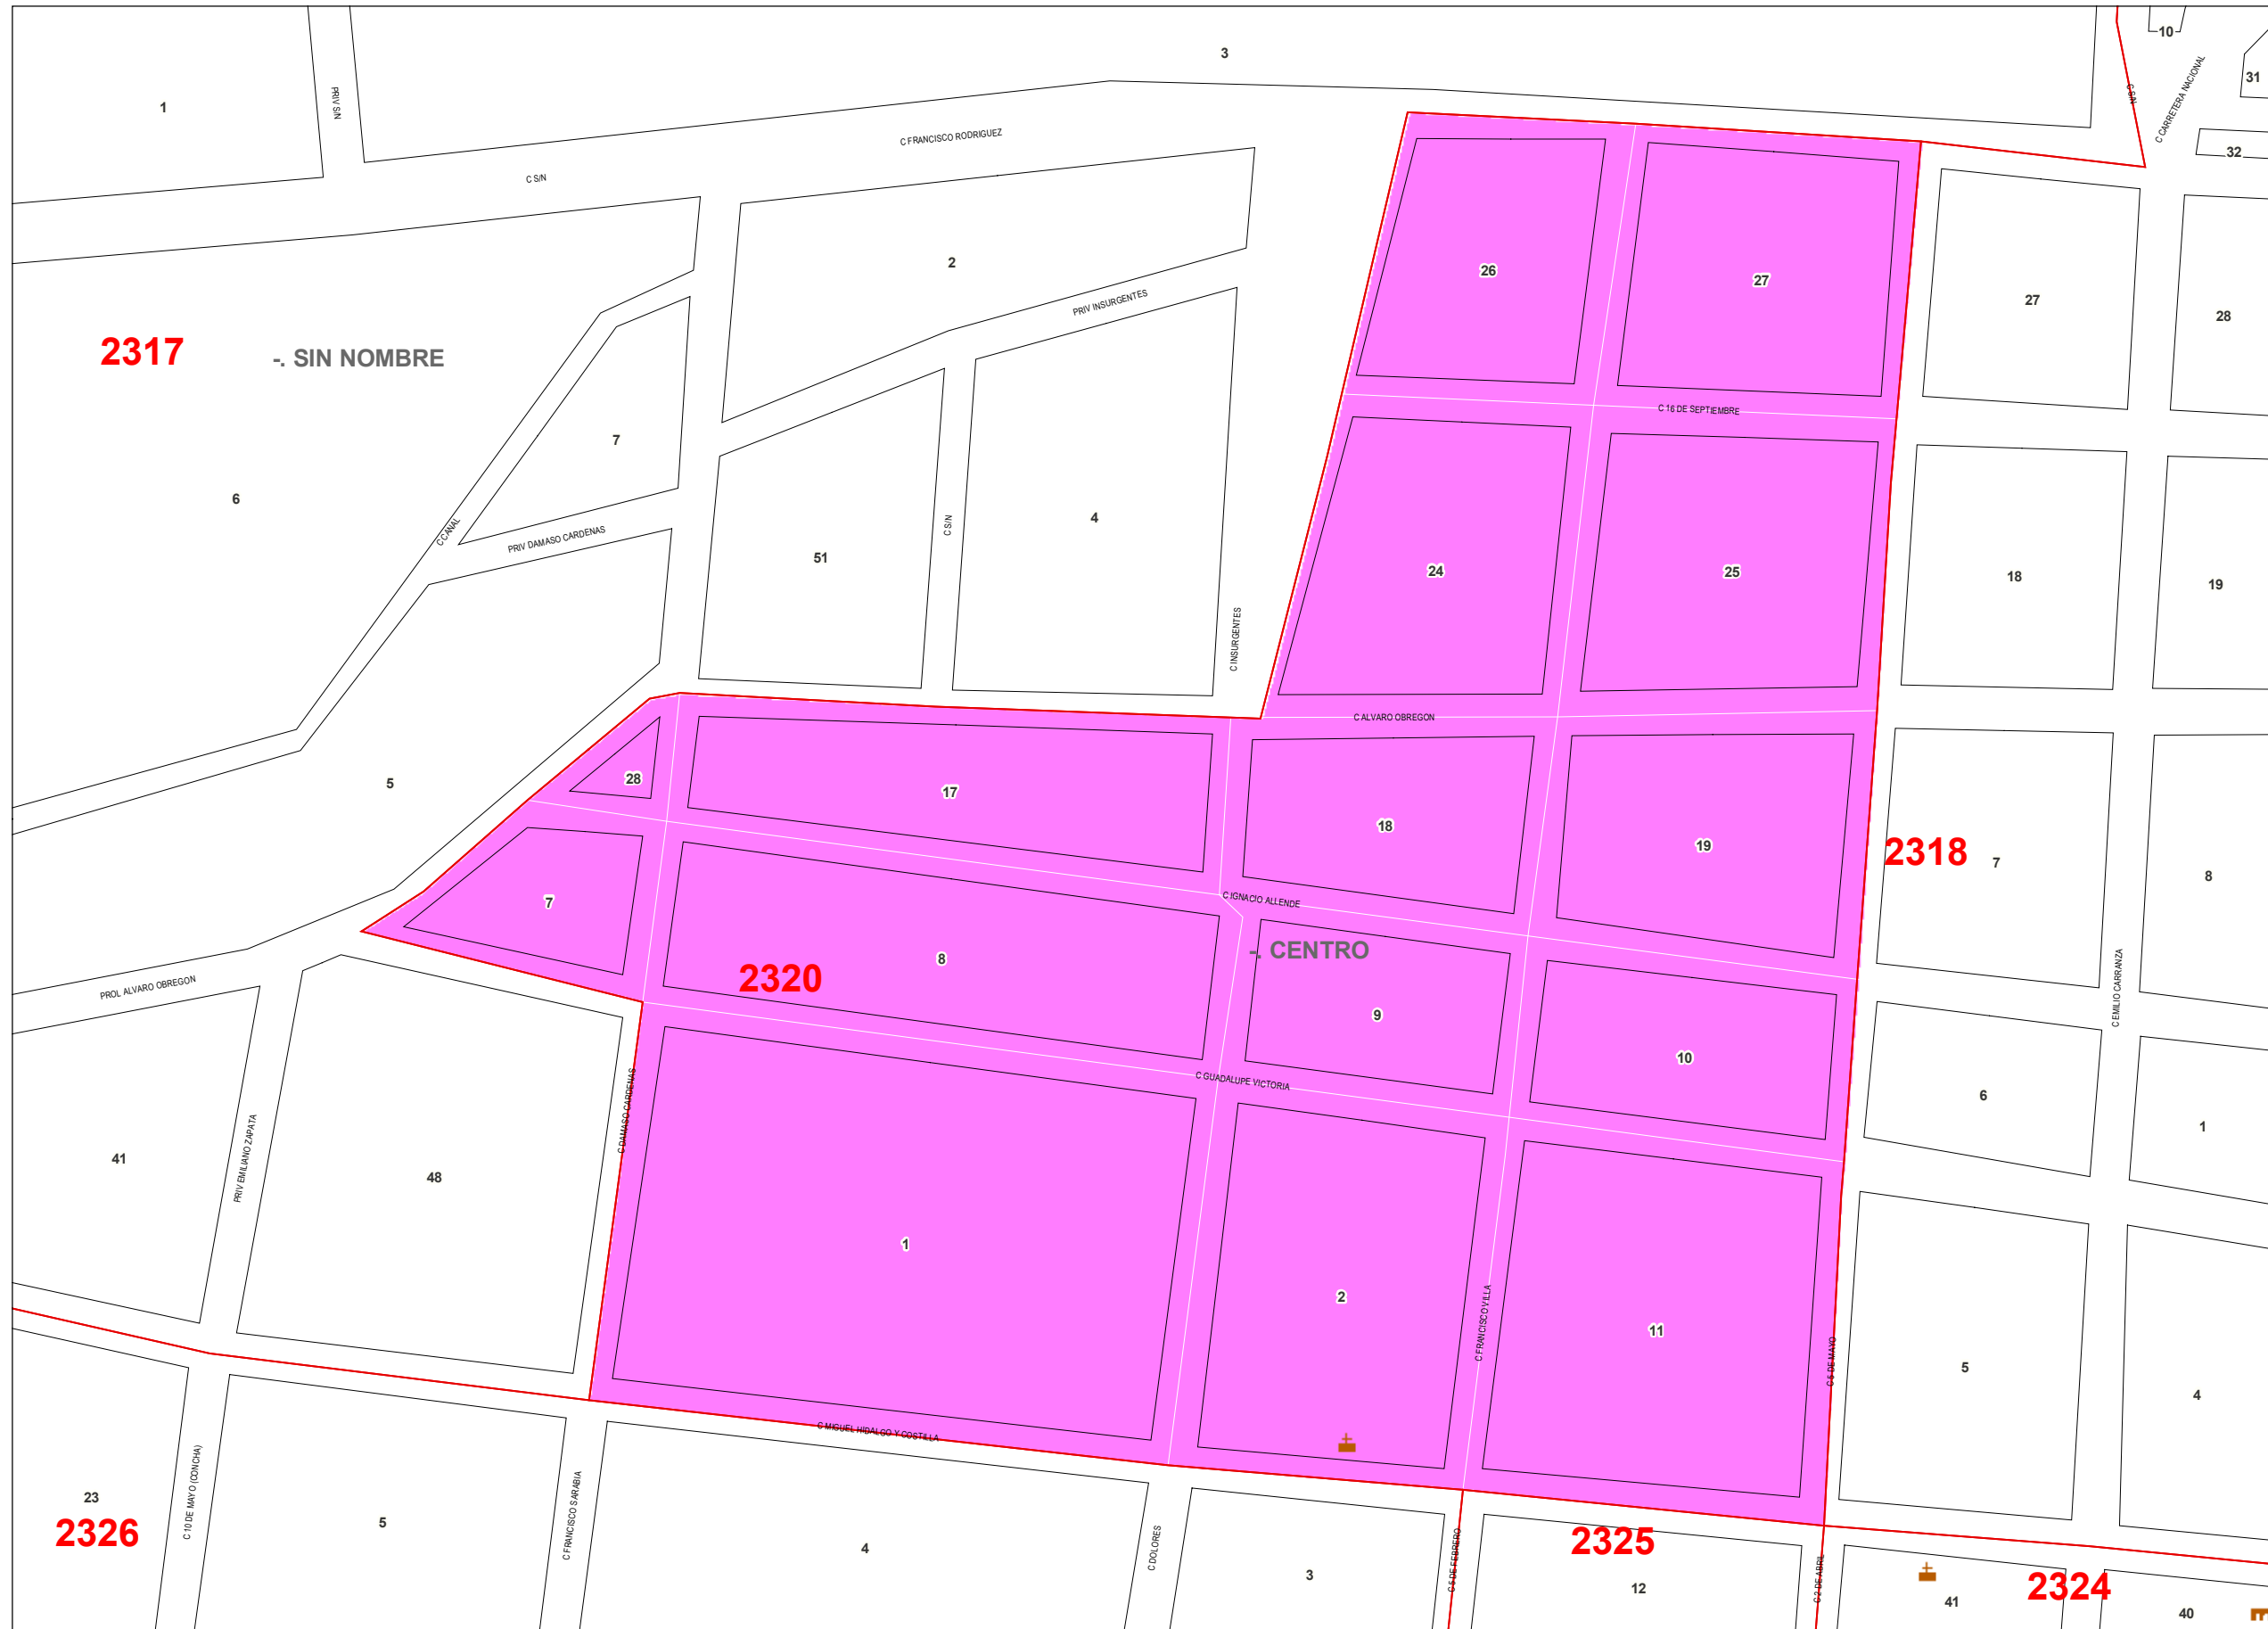 3
10
31
1
PRIV S/N
C S/N
C CARRETERA NACIONAL
C FRANCISCO RODRIGUEZ
32
C S/N
2
26
27
27
28
PRIV INSURGENTES
2317
-. SIN NOMBRE
C 16 DE SEPTIEMBRE
7
6
C CANAL
PRIV DAMASO CARDENAS
51
C S/N
4
24
25
18
19
C INSURGENTES
C ALVARO OBREGON
5
28
17
18
19
2318
7
8
7
C IGNACIO ALLENDE
8
2320
-. CENTRO
PROL ALVARO OBREGON
9
10
C EMILIO CARRANZA
C GUADALUPE VICTORIA
6
1
41
PRIV EMILIANO ZAPATA
48
C DAMASO CARDENAS
1
2
C FRANCISCO VILLA
11
C 5 DE MAYO
5
4
C MIGUEL HIDALGO Y COSTILLA
23
2326
C 10 DE MAYO (CONCHA)
5
C FRANCISCO SARABIA
4
C DOLORES
3
C 5 DE FEBRERO
2325
12
C 2 DE ABRIL
41
2324
40